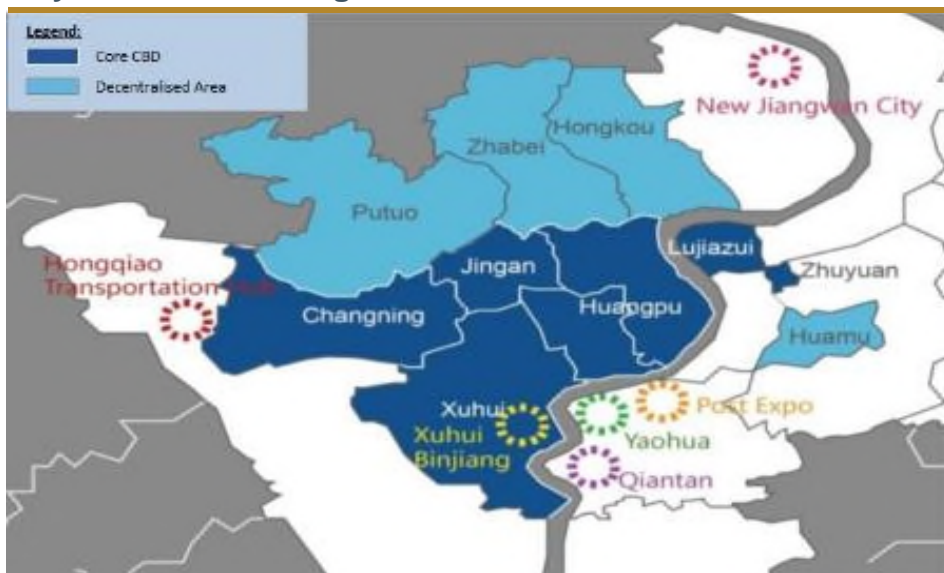 Legend:
Core CBD
Decentralised Area
New Jiangwan City
Hongkou
Zhabei
Putuo
Lujiazui
Hongqiao
Transportation Hub
Jingan
Zhuyuan
Changning
Huangpu
Huamu
Xuhui
Xuhui
Binjiang
Post Expo
Yaohua
Qiantan